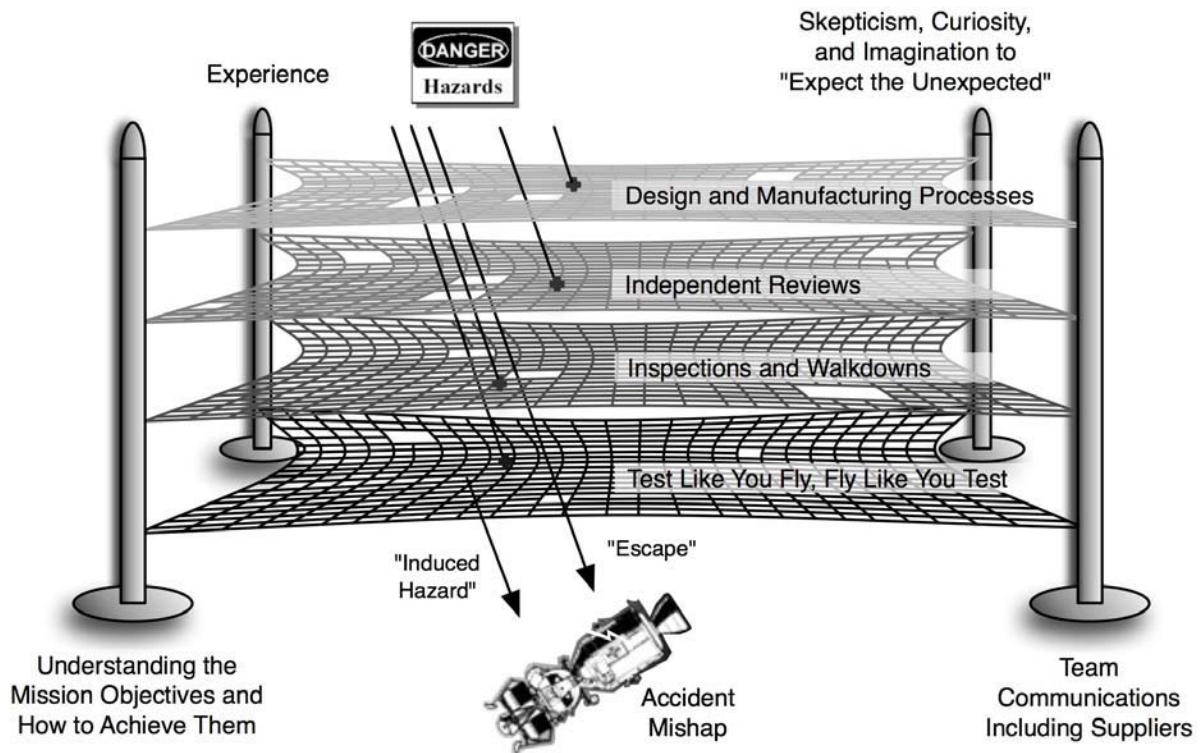 Skepticism, Curiosity,
and Imagination to
"Expect the Unexpected"
Experience
DANGER
Hazards
Design and Manufacturing Processes
Independent Reviews
Inspections and Walkdowns
Test Like You Fly, Fly Like You Test
"Induced
Hazard"
"Escape"
Understanding the
Mission Objectives and
How to Achieve Them
Accident
Mishap
Team
Communications
Including Suppliers